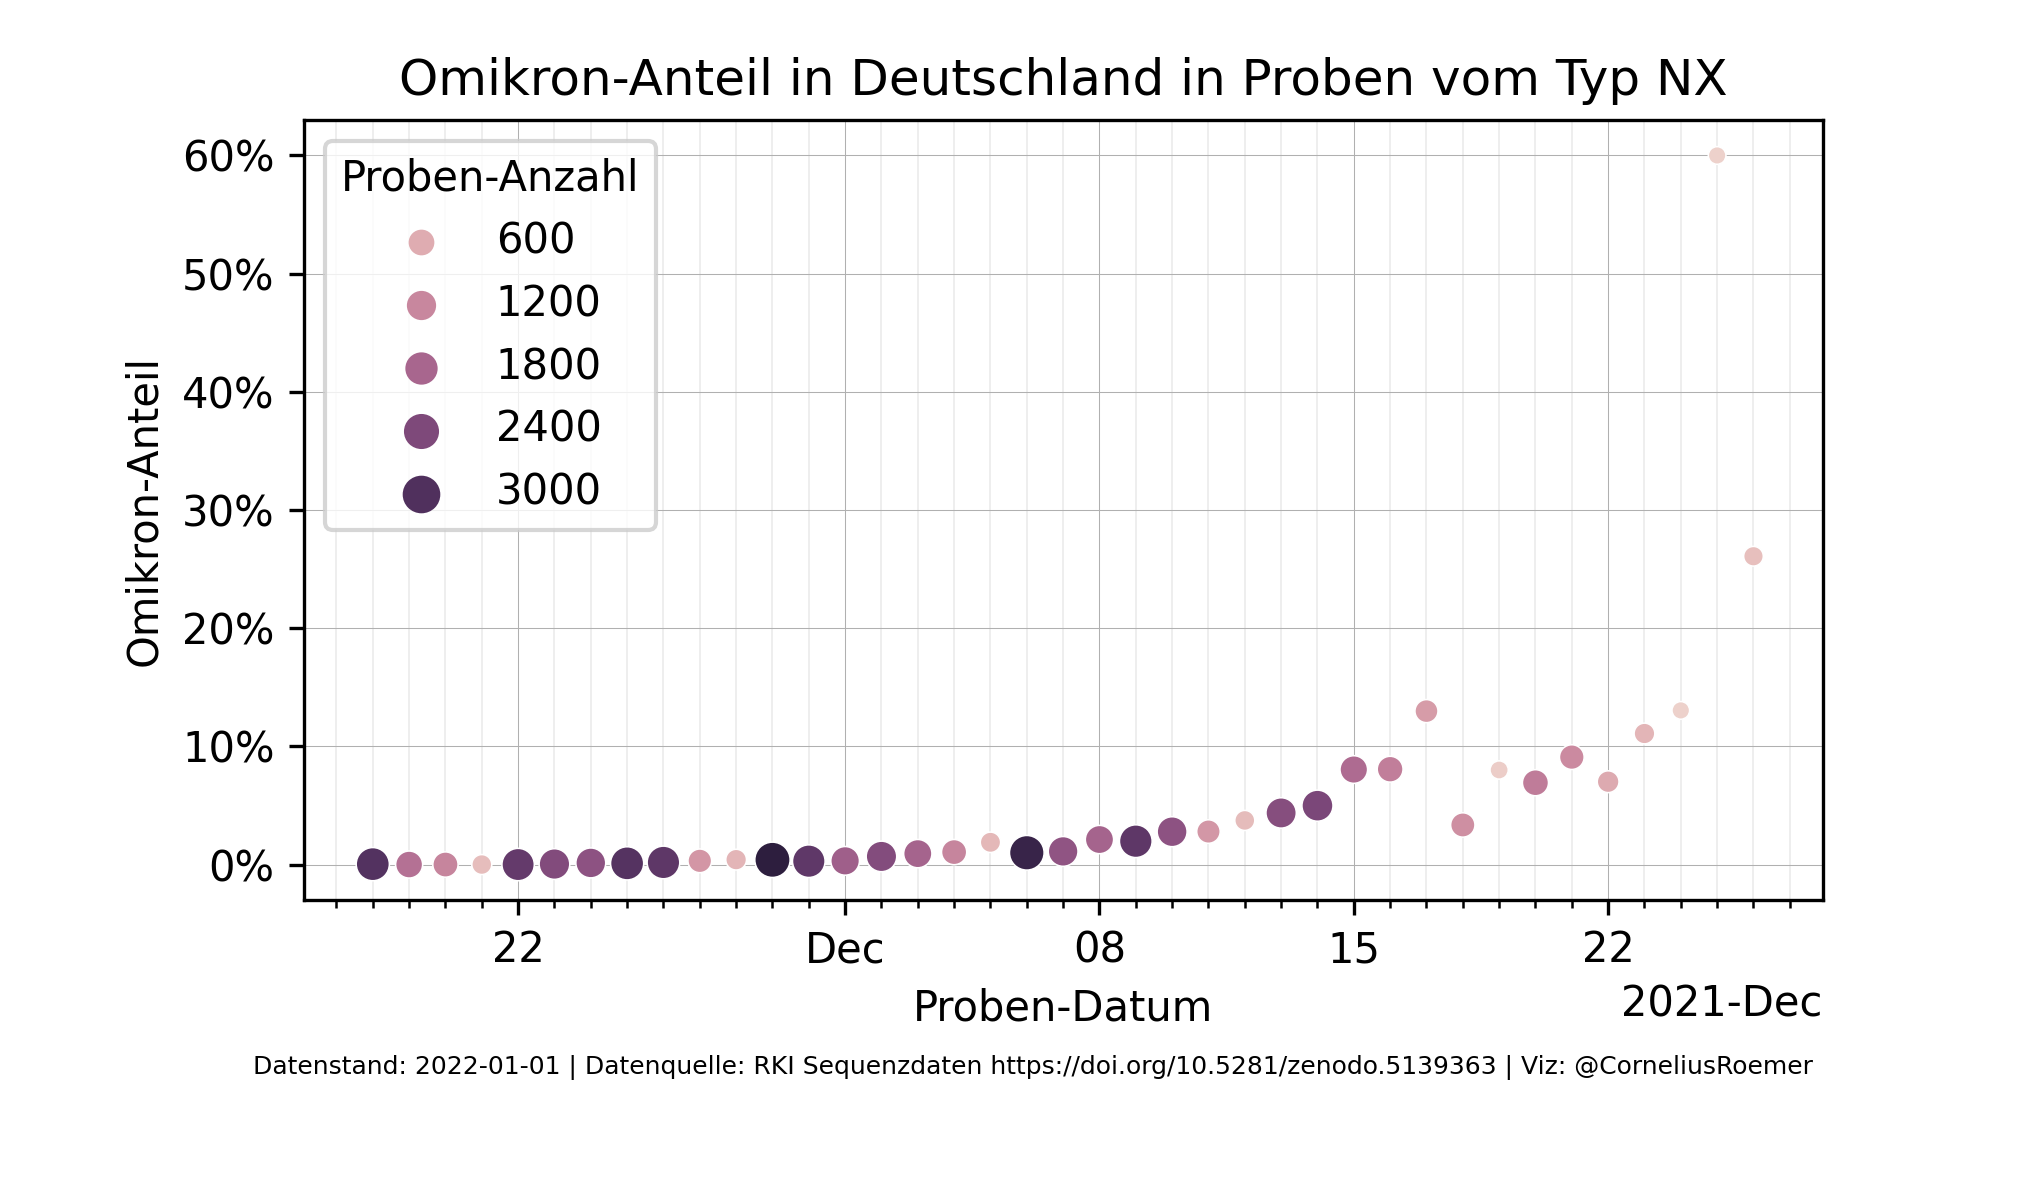 Omikron-Anteil in Deutschland in Proben vom Typ NX
Omikron-Anteil
60%
50%
40%
30%
20%
10%
0%
Proben-Anzahl
600
1200
1800
2400
3000
22
Dec
08
15
22
Proben-Datum
2021-Dec
Datenstand: 2022-01-01 | Datenquelle: RKI Sequenzdaten https://doi.org/10.5281/zenodo.5139363 | Viz: @CorneliusRoemer